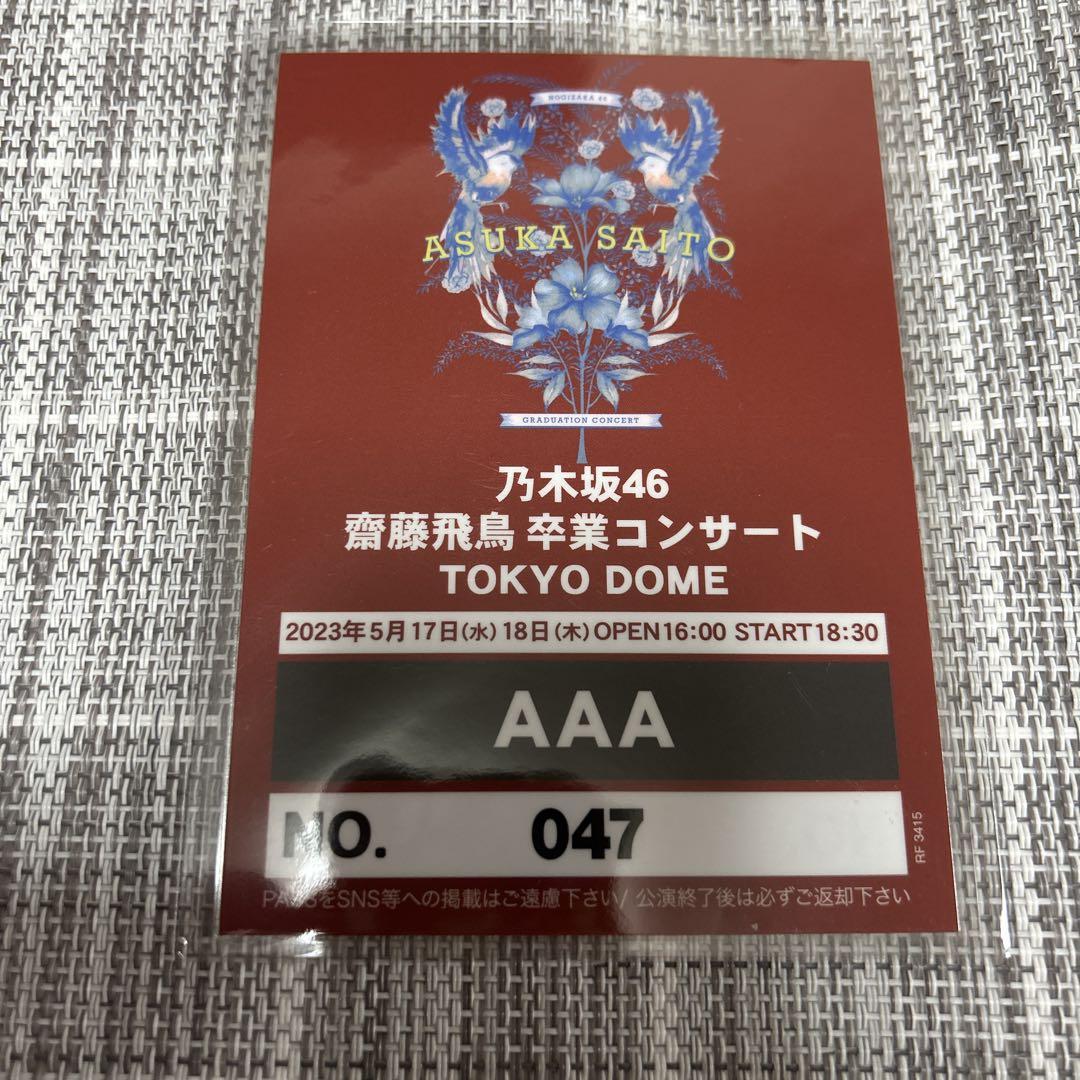 NOGIZAKA 46
ASUKA SAITO
GRADUATION CONCERT
乃木坂46
齋藤飛鳥 卒業コンサート
TOKYO DOME
2023年5月17日(水)18日(木)OPEN16:00 START18:30
AAA
NO. 047
RF 3415
PASSをSNS等への掲載はご遠慮下さい/ 公演終了後は必ずご返却下さい